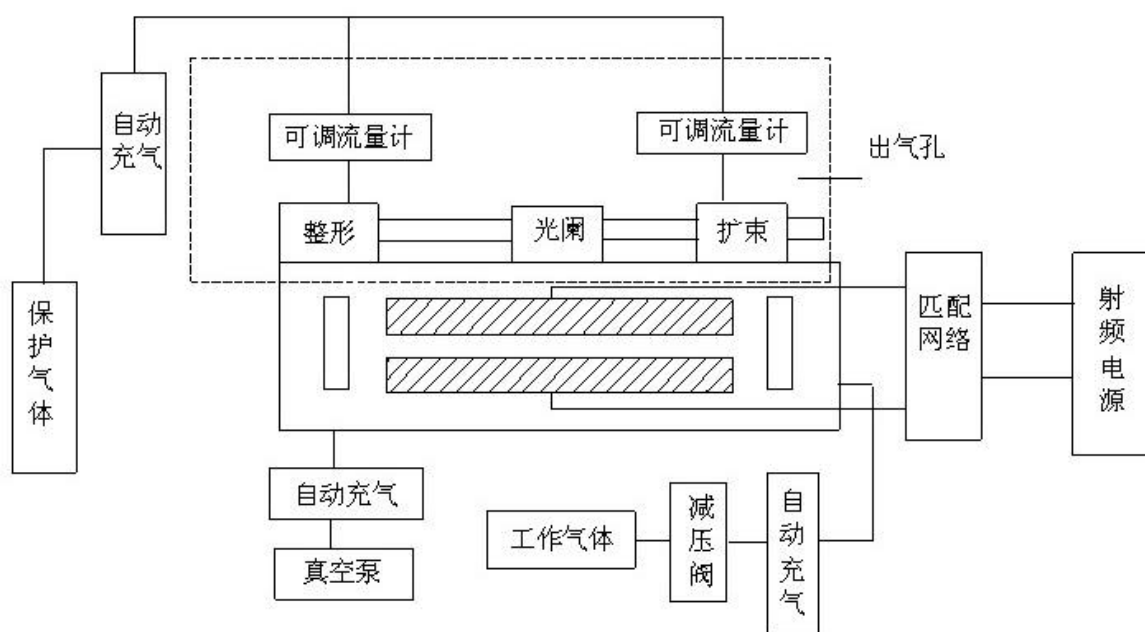 自动
充气
可调流量计
可调流量计
出气孔
整形
光阑
扩束
保
护
气
体
匹配
网络
射
频
电
源
自动充气
真空泵
工作气体
减
压
阀
自
动
充
气